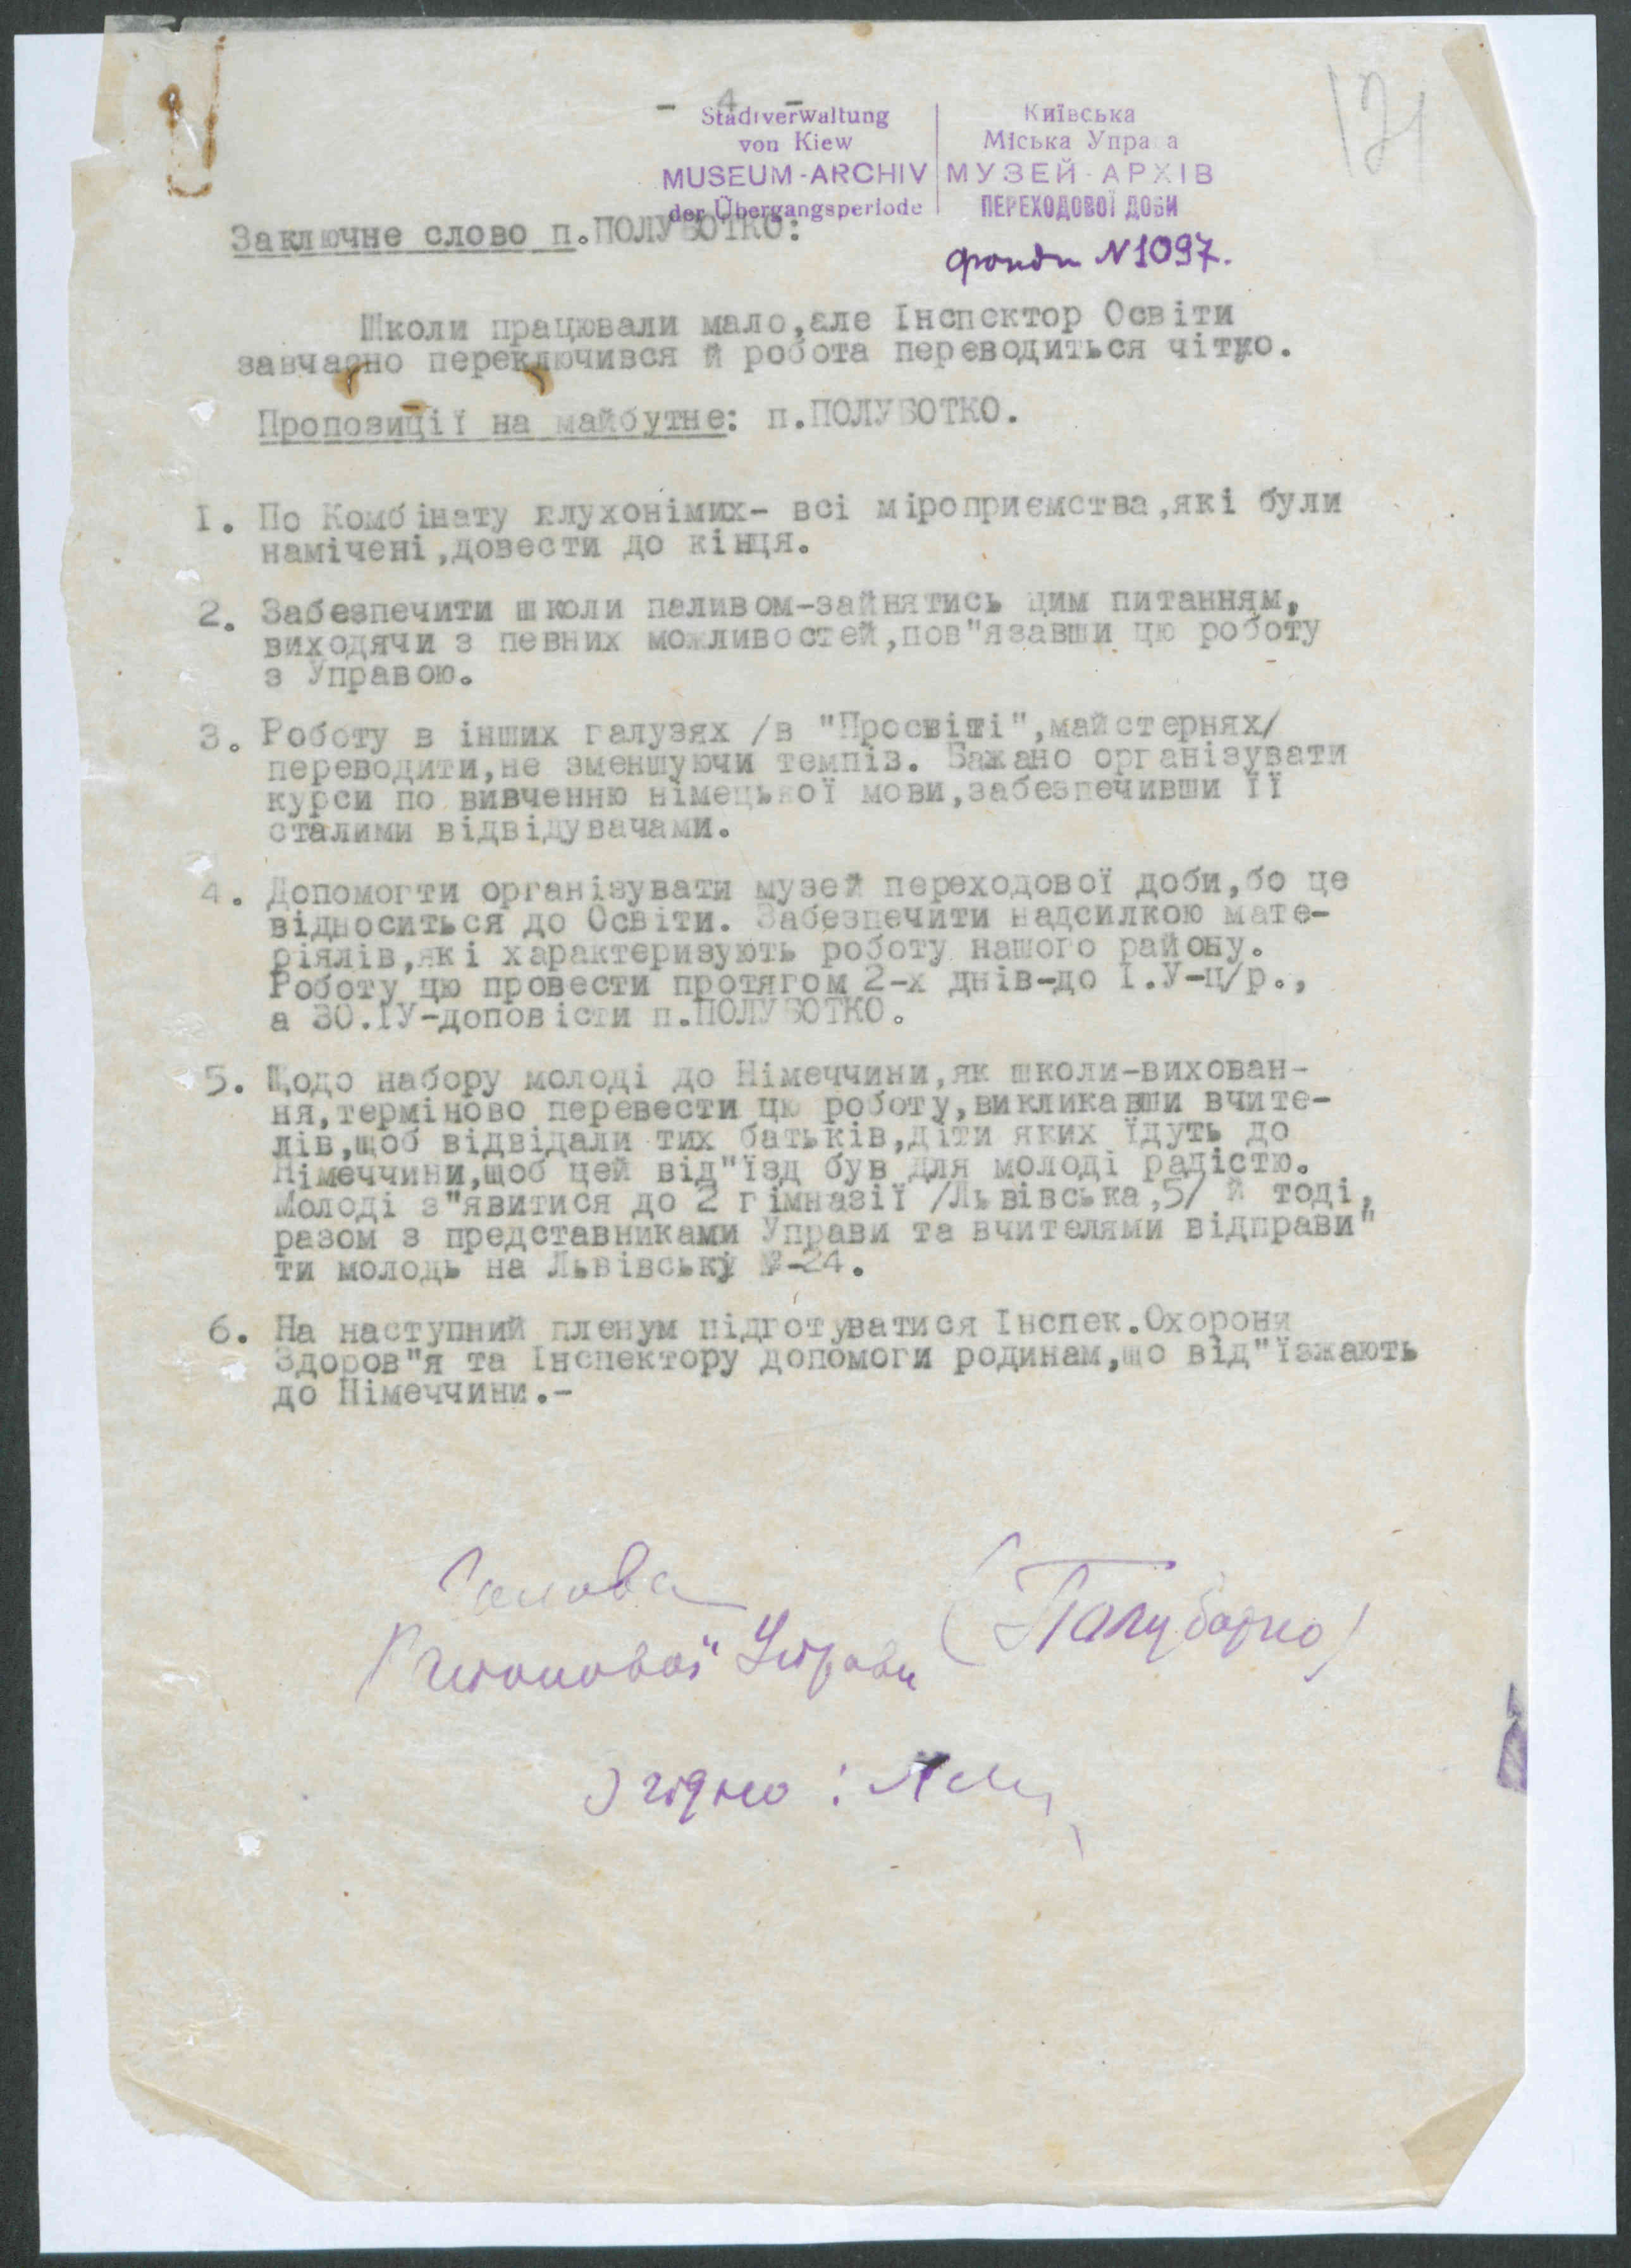 - 4 -
Stadtverwaltung
von Kiew
MUSEUM-ARCHIV
der Übergangsperiode
Київська
Міська Управа
МУЗЕЙ-АРХІВ
ПЕРЕХОДОВОЇ ДОБИ
фонди N 1097.
121
Заключне слово п.ПОЛУБОТКО:
Школи працювали мало,але Інспектор Освіти
завчасно переключився й робота переводиться чітко.
Пропозиції на майбутнє: п.ПОЛУБОТКО.
І. По Комбінату глухонімих- всі міроприємства,які були
намічені,довести до кінця.
2. Забезпечити школи паливом-зайнятись цим питанням,
виходячи з певних можливостей,пов"язавши цю роботу
з Управою.
3. Роботу в інших галузях /в "Просвіті",майстернях/
переводити,не зменшуючи темпів. Бажано організувати
курси по вивченню німецької мови,забезпечивши її
сталими відвідувачами.
4. Допомогти організувати музей переходової доби,бо це
відноситься до Освіти. Забезпечити надсилкою мате-
ріялів,які характеризують роботу нашого району.
Роботу цю провести протягом 2-х днів-до І.У-ц/р.,
а 30.ІУ-доповісти п.ПОЛУБОТКО.
5. Щодо набору молоді до Німеччини,як школи-вихован-
ня,терміново перевести цю роботу,викликавши вчите-
лів,щоб відвідали тих батьків,діти яких їдуть до
Німеччини,щоб цей від"їзд був для молоді радістю.
Молоді з"явитися до 2 гімназії /Львівська,5/ й тоді,
разом з представниками Управи та вчителями відправи"
ти молодь на Львівську №-24.
6. На наступний пленум підготуватися Інспек.Охорони
Здоров"я та Інспектору допомоги родинам,що від"їзжають
до Німеччини.-
Голова
Районової Управи (Полуботко)
Згідно: